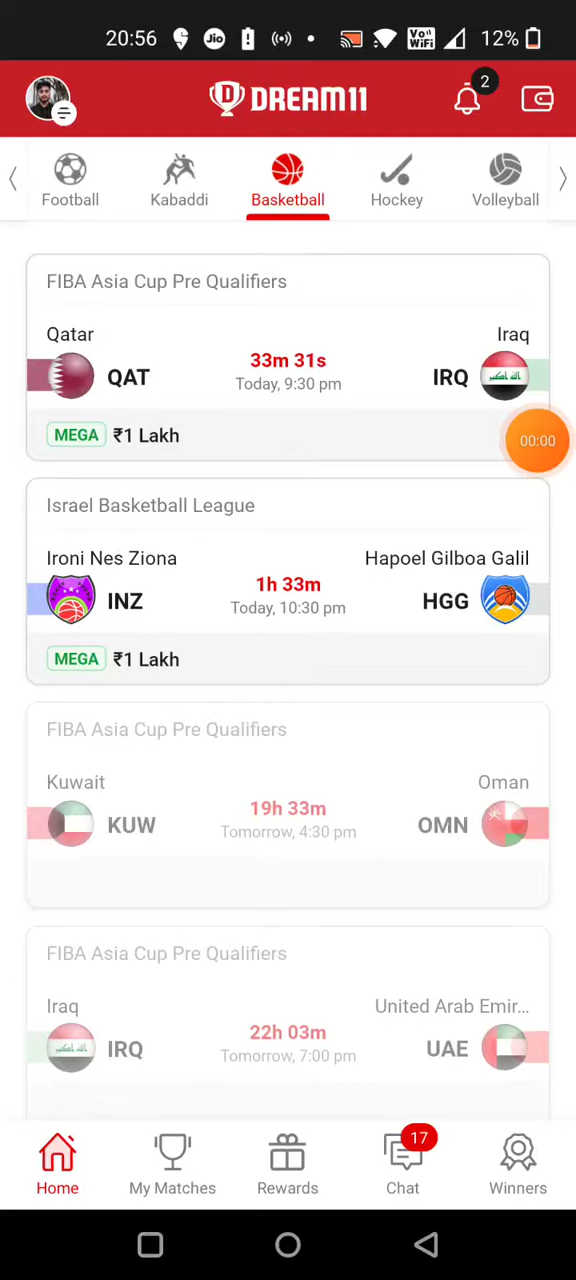 20:56 Jio Vo WiFi 12%
DREAM11 2
Football Kabaddi Basketball Hockey Volleyball
FIBA Asia Cup Pre Qualifiers
Qatar Iraq
QAT 33m 31s IRQ
Today, 9:30 pm
MEGA ₹1 Lakh
00:00
Israel Basketball League
Ironi Nes Ziona Hapoel Gilboa Galil
INZ 1h 33m HGG
Today, 10:30 pm
MEGA ₹1 Lakh
FIBA Asia Cup Pre Qualifiers
Kuwait Oman
KUW 19h 33m OMN
Tomorrow, 4:30 pm
FIBA Asia Cup Pre Qualifiers
Iraq United Arab Emir...
IRQ 22h 03m UAE
Tomorrow, 7:00 pm
17
Home My Matches Rewards Chat Winners